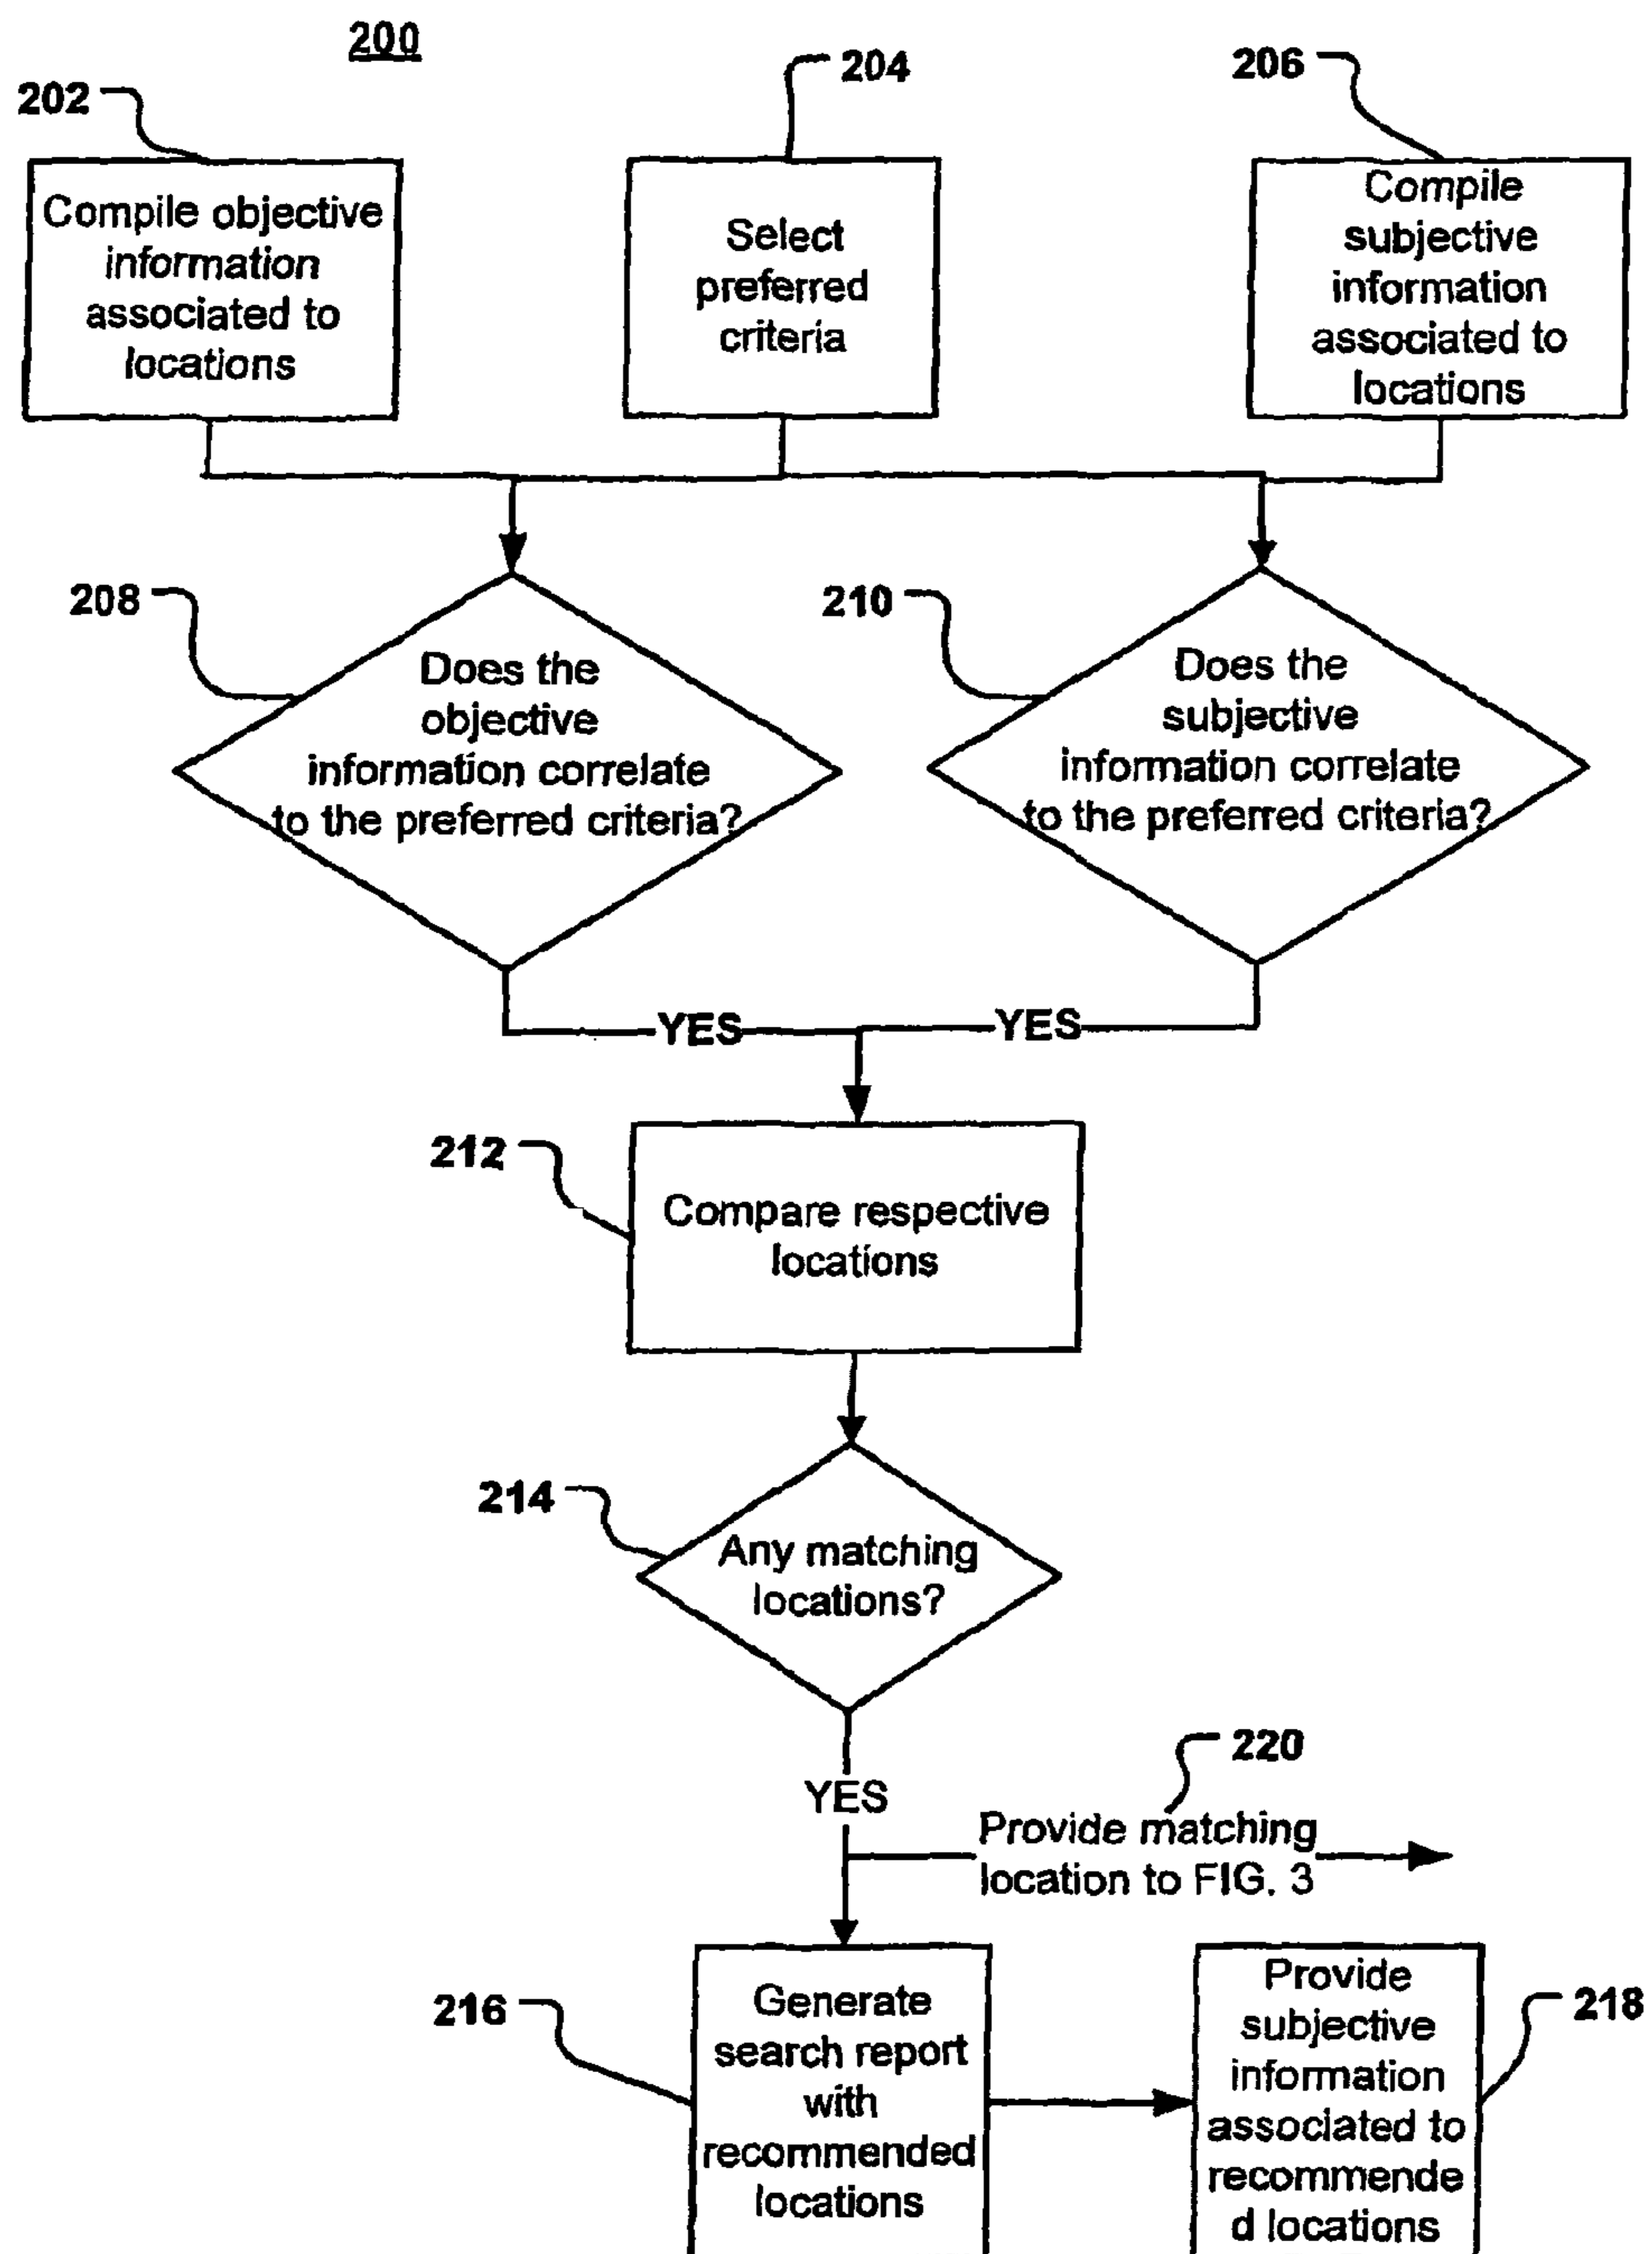 200
202
204
206
Compile objective
information
associated to
locations
Select
preferred
criteria
Compile
subjective
information
associated to
locations
208
Does the
objective
information correlate
to the preferred criteria?
210
Does the
subjective
information correlate
to the preferred criteria?
YES
YES
212
Compare respective
locations
214
Any matching
locations?
YES
220
Provide matching
location to FIG. 3
216
Generate
search report
with
recommended
locations
Provide
subjective
information
associated to
recommende
d locations
218